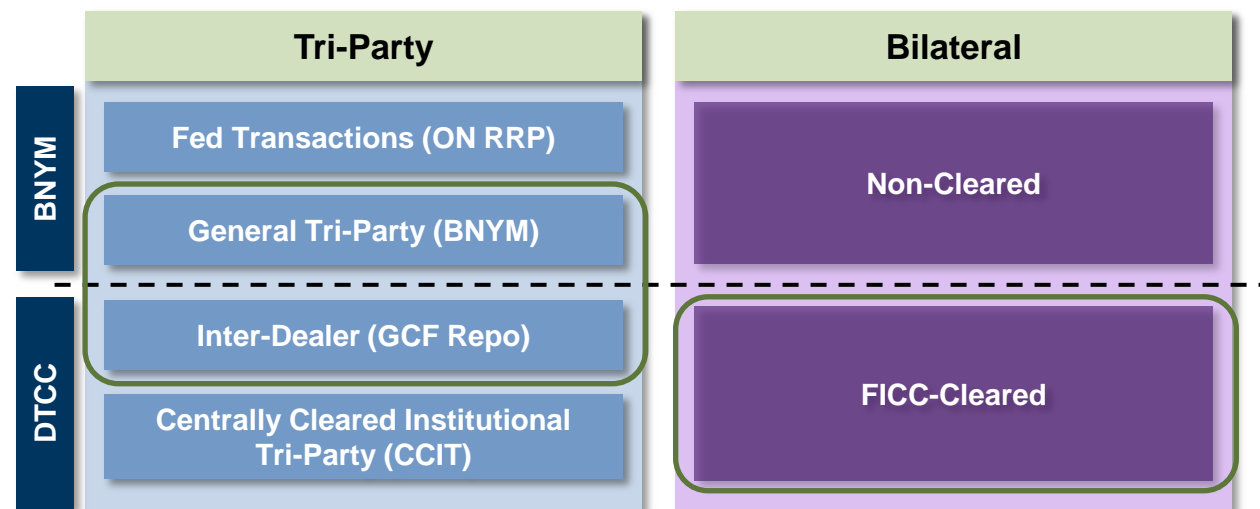 Tri-Party
Bilateral
BNYM
Fed Transactions (ON RRP)
General Tri-Party (BNYM)
Non-Cleared
DTCC
Inter-Dealer (GCF Repo)
Centrally Cleared Institutional
Tri-Party (CCIT)
FICC-Cleared